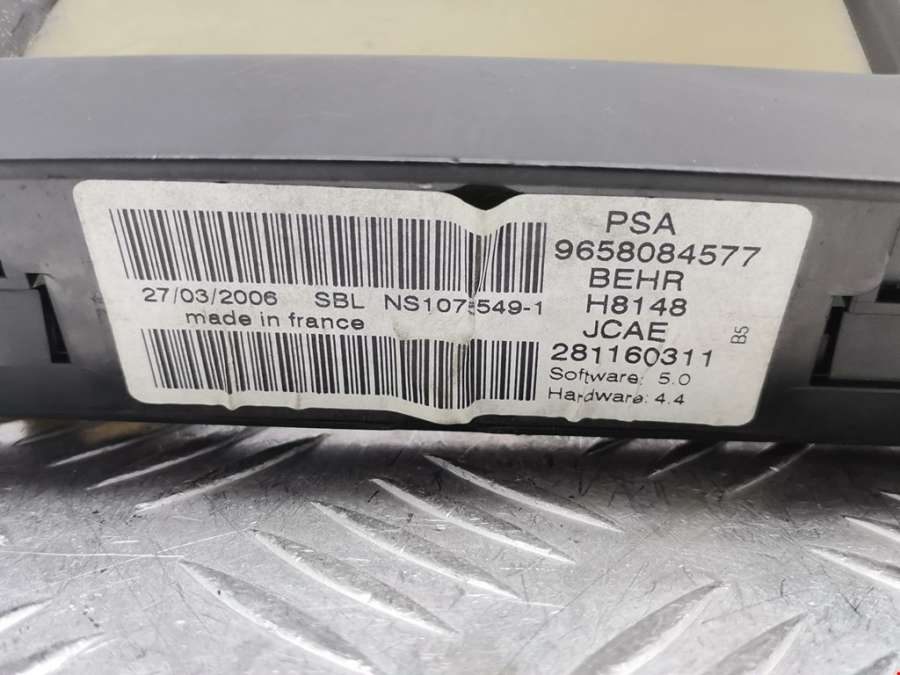 27/03/2006 SBL NS107549-1
made in france
PSA
9658084577
BEHR
H8148
JCAE
281160311
Software: 5.0
Hardware: 4.4
B5